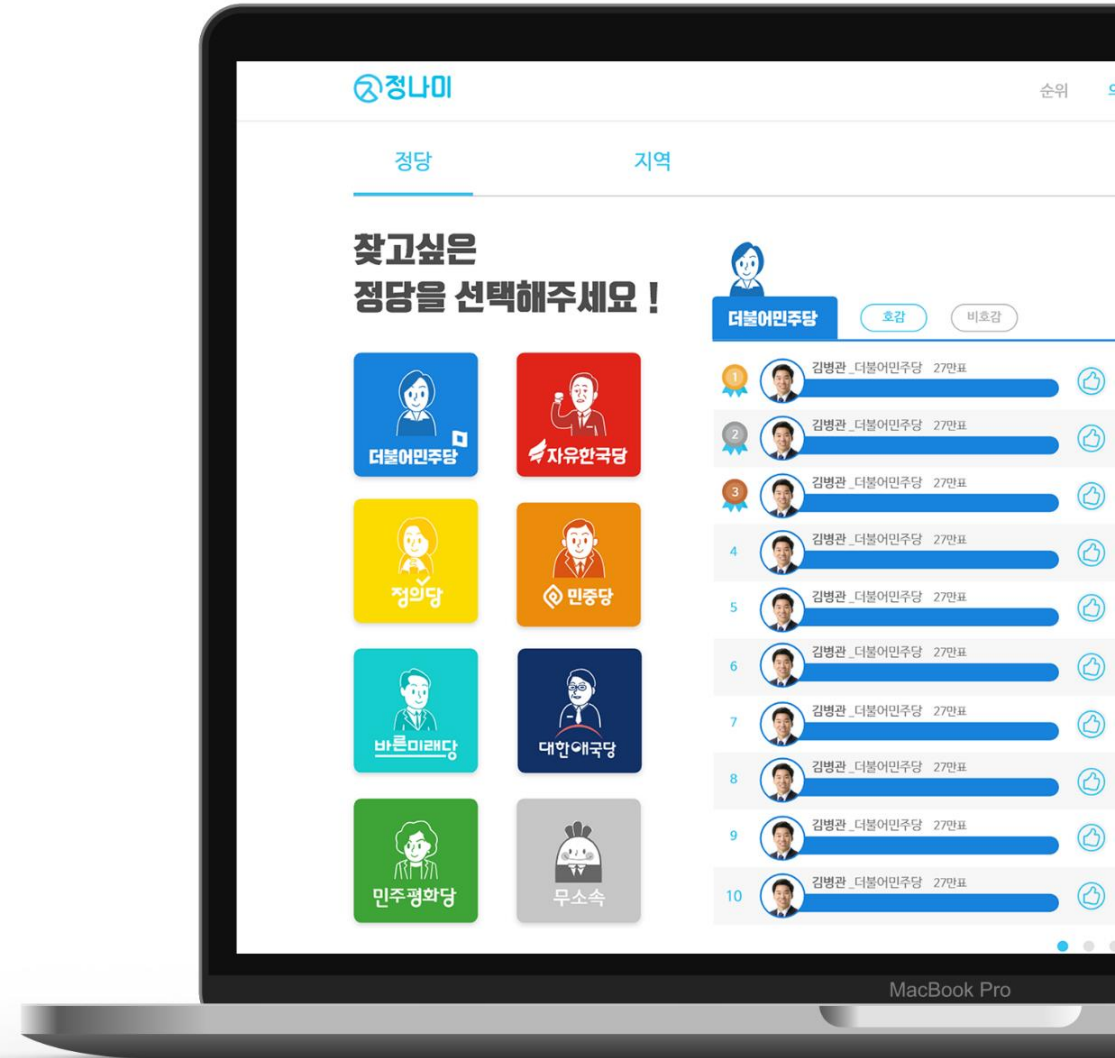 정나미
순위
정당
지역
찾고싶은
정당을 선택해주세요 !
더불어민주당
자유한국당
정의당
민중당
바른미래당
대한애국당
민주평화당
무소속
더불어민주당 호감 비호감
1 김병관_더불어민주당 27만표
2 김병관_더불어민주당 27만표
3 김병관_더불어민주당 27만표
4 김병관_더불어민주당 27만표
5 김병관_더불어민주당 27만표
6 김병관_더불어민주당 27만표
7 김병관_더불어민주당 27만표
8 김병관_더불어민주당 27만표
9 김병관_더불어민주당 27만표
10 김병관_더불어민주당 27만표
MacBook Pro